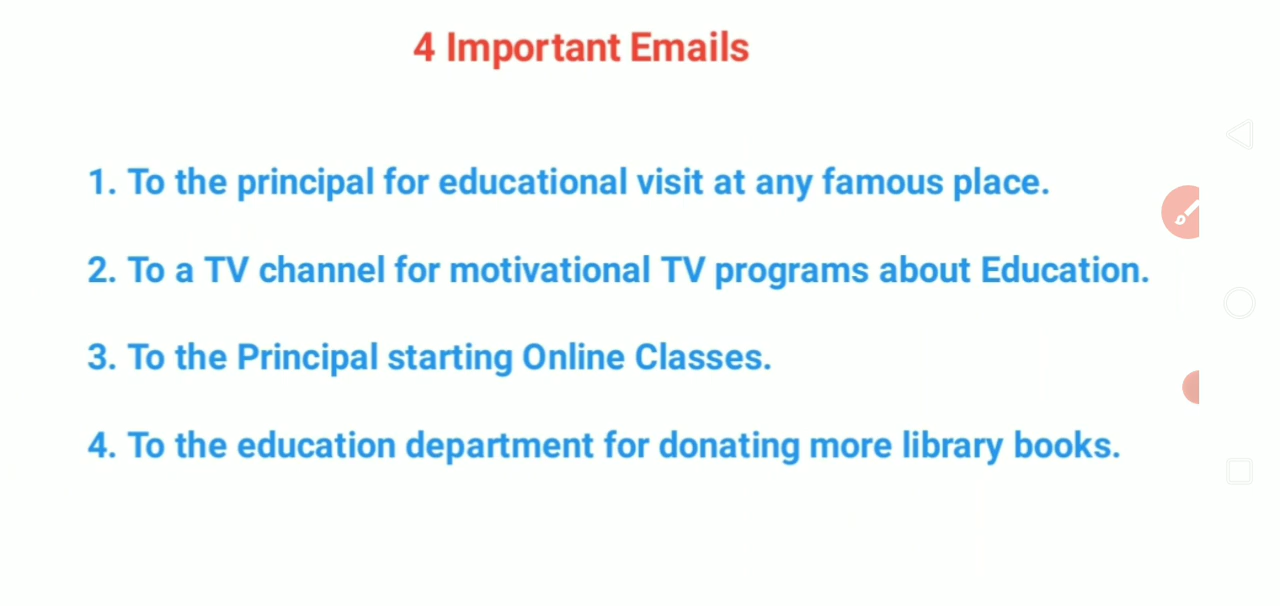 4 Important Emails
1. To the principal for educational visit at any famous place.
2. To a TV channel for motivational TV programs about Education.
3. To the Principal starting Online Classes.
4. To the education department for donating more library books.